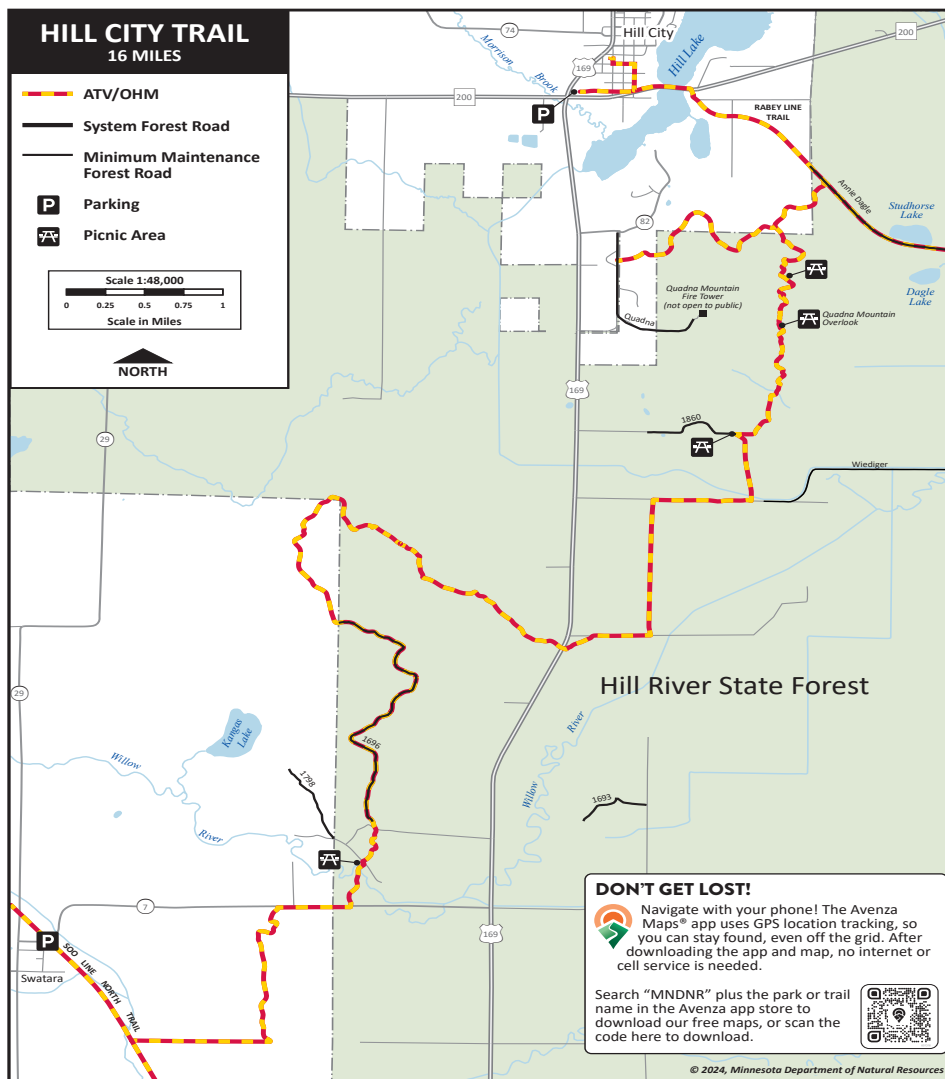 HILL CITY TRAIL
16 MILES
ATV/OHM
System Forest Road
Minimum Maintenance
Forest Road
P
Parking
Picnic Area
Scale 1:48,000
0 0.25 0.5 0.75 1
Scale in Miles
NORTH
74
Hill City
200
Morrison
Brook
169
Hill Lake
200
P
RABEY LINE
TRAIL
Annie Dagle
Studhorse
Lake
82
Dagle
Lake
Quadna Mountain
Fire Tower
(not open to public)
Quadna
Quadna Mountain
Overlook
169
1860
29
Wiediger
Hill River State Forest
29
Kangas
Lake
1696
Willow
River
Willow
River
1798
1693
7
169
P
SOO LINE NORTH TRAIL
Swatara
DON'T GET LOST!
Navigate with your phone! The Avenza
Maps® app uses GPS location tracking, so
you can stay found, even off the grid. After
downloading the app and map, no internet or
cell service is needed.
Search “MNDNR” plus the park or trail
name in the Avenza app store to
download our free maps, or scan the
code here to download.
© 2024, Minnesota Department of Natural Resources